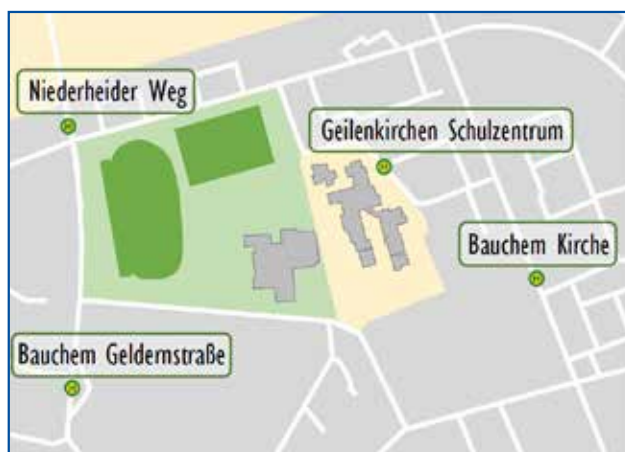 Niederheider Weg
Geilenkirchen Schulzentrum
Bauchem Kirche
Bauchem Geldernstraße